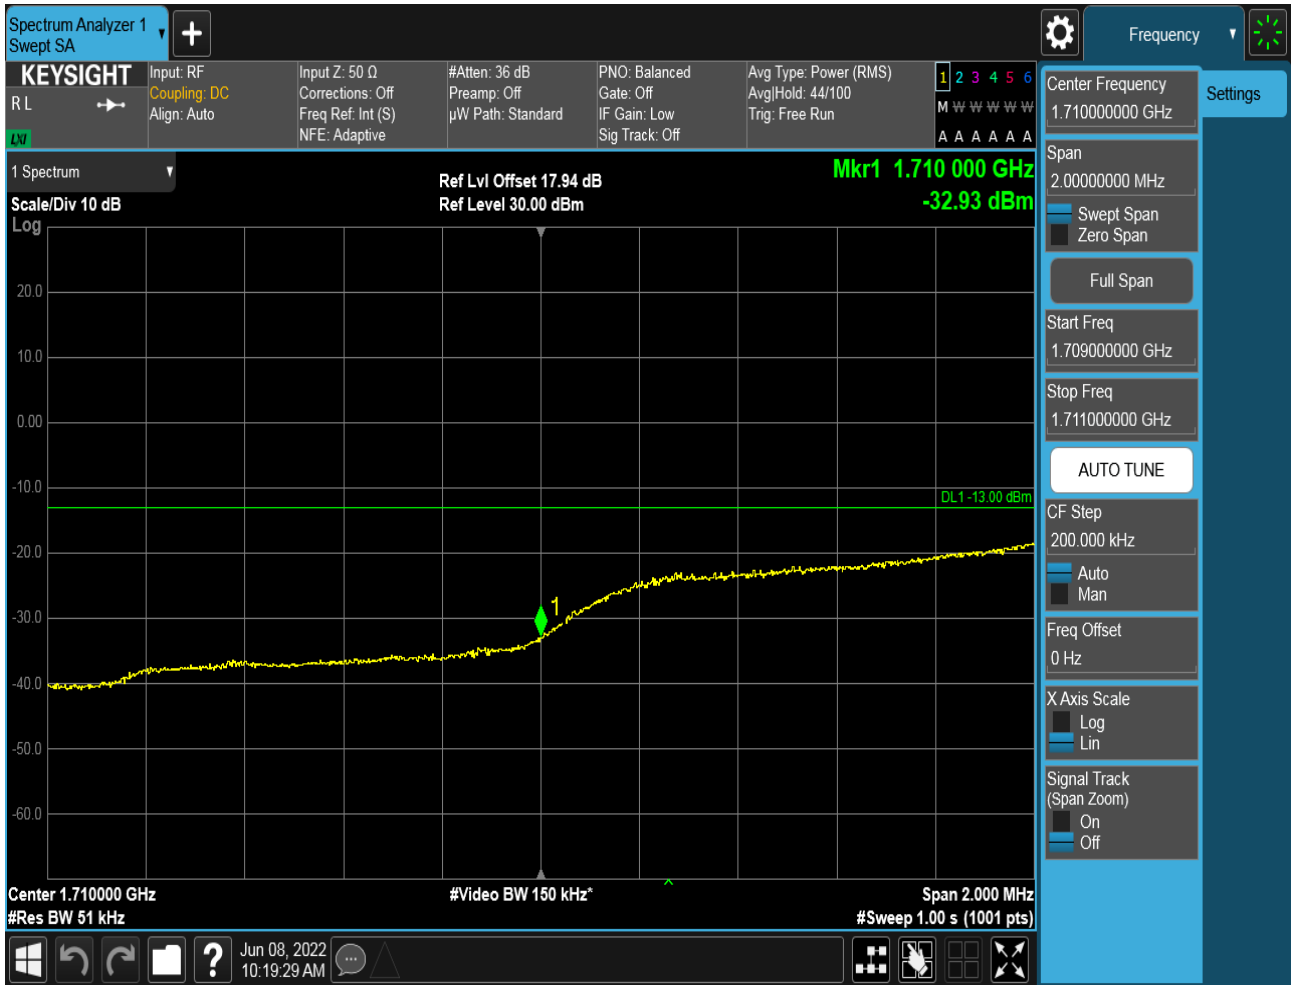 Spectrum Analyzer 1
Swept SA
Frequency
KEYSIGHT
R L
LXI
Input: RF
Coupling: DC
Align: Auto
Input Z: 50 Ω
Corrections: Off
Freq Ref: Int (S)
NFE: Adaptive
#Atten: 36 dB
Preamp: Off
µW Path: Standard
PNO: Balanced
Gate: Off
IF Gain: Low
Sig Track: Off
Avg Type: Power (RMS)
Avg|Hold: 44/100
Trig: Free Run
1 2 3 4 5 6
M W W W W W
A A A A A A
1 Spectrum
Scale/Div 10 dB
Log
Ref Lvl Offset 17.94 dB
Ref Level 30.00 dBm
Mkr1 1.710 000 GHz
-32.93 dBm
20.0
10.0
0.00
-10.0
-20.0
-30.0
-40.0
-50.0
-60.0
DL1 -13.00 dBm
1
Center 1.710000 GHz
#Res BW 51 kHz
#Video BW 150 kHz*
Span 2.000 MHz
#Sweep 1.00 s (1001 pts)
Jun 08, 2022
10:19:29 AM
Center Frequency
1.710000000 GHz
Settings
Span
2.00000000 MHz
Swept Span
Zero Span
Full Span
Start Freq
1.709000000 GHz
Stop Freq
1.711000000 GHz
AUTO TUNE
CF Step
200.000 kHz
Auto
Man
Freq Offset
0 Hz
X Axis Scale
Log
Lin
Signal Track
(Span Zoom)
On
Off